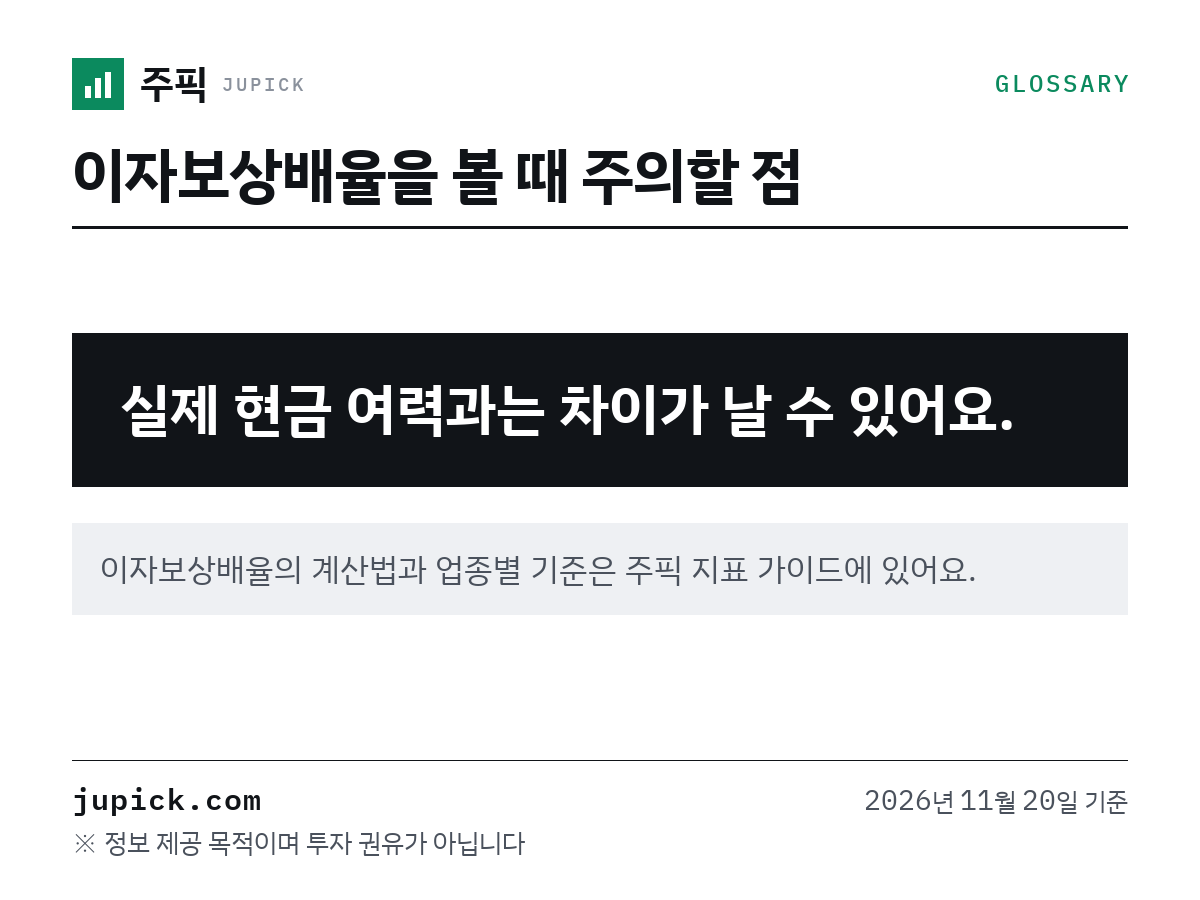 주픽 JUPICK
GLOSSARY
이자보상배율을 볼 때 주의할 점
실제 현금 여력과는 차이가 날 수 있어요.
이자보상배율의 계산법과 업종별 기준은 주픽 지표 가이드에 있어요.
jupick.com
2026년 11월 20일 기준
※ 정보 제공 목적이며 투자 권유가 아닙니다